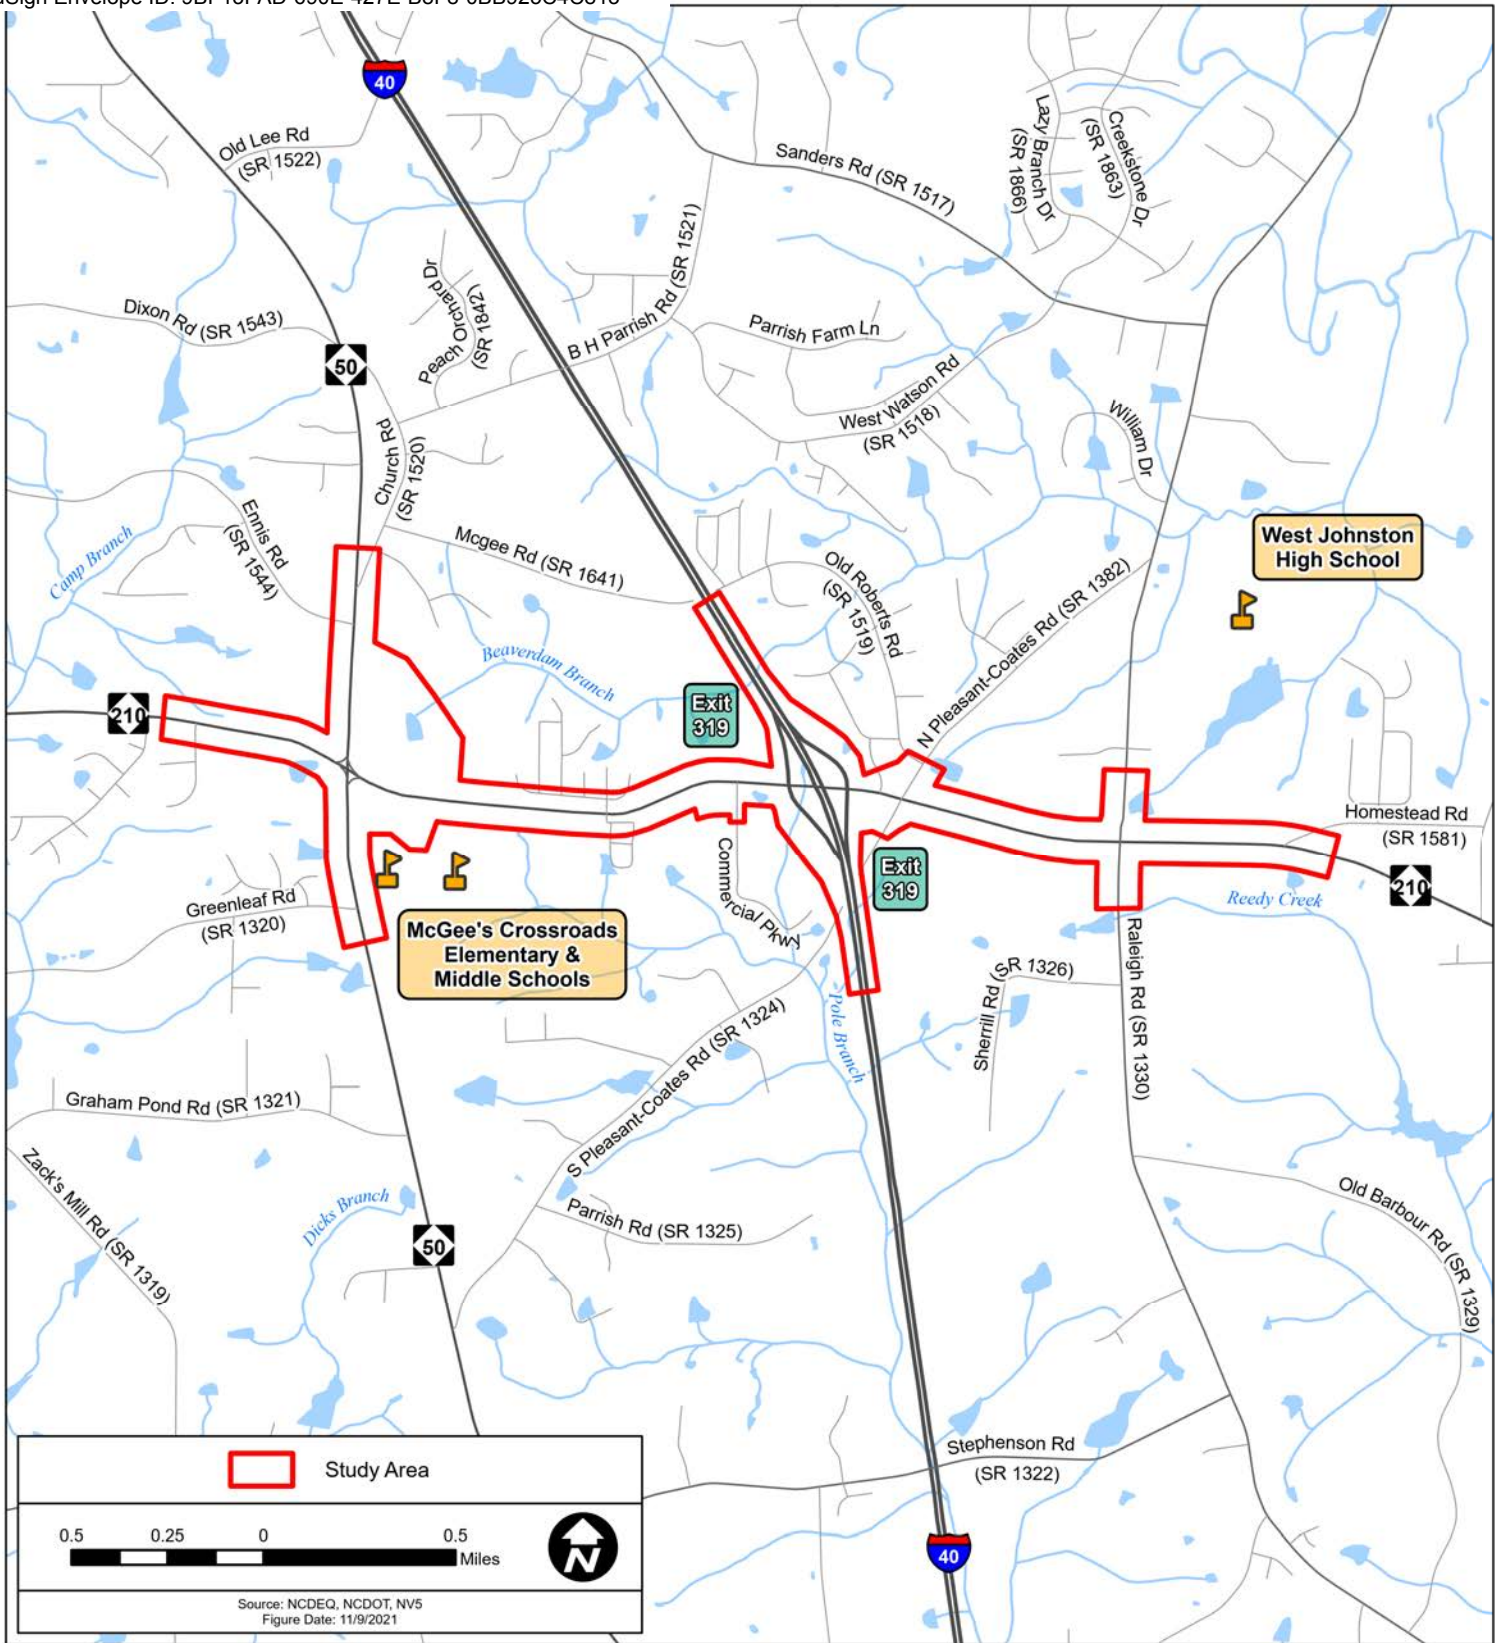 40
Old Lee Rd
(SR 1522)
Sanders Rd (SR 1517)
Lazy Branch Dr
(SR 1866)
Creekstone Dr
(SR 1863)
B H Parrish Rd (SR 1521)
Peach Orchard Dr
(SR 1842)
Dixon Rd (SR 1543)
50
Parrish Farm Ln
West Watson Rd
(SR 1518)
William Dr
Church Rd
(SR 1520)
Ennis Rd
(SR 1544)
Camp Branch
Mcgee Rd (SR 1641)
Old Roberts Rd
(SR 1519)
N Pleasant-Coates Rd (SR 1382)
West Johnston
High School
Beaverdam Branch
Exit
319
210
Homestead Rd
(SR 1581)
Exit
319
210
Reedy Creek
Commercial Pkwy
Greenleaf Rd
(SR 1320)
McGee's Crossroads
Elementary &
Middle Schools
Raleigh Rd (SR 1330)
Sherrill Rd (SR 1326)
Pole Branch
S Pleasant-Coates Rd (SR 1324)
Graham Pond Rd (SR 1321)
Zack's Mill Rd (SR 1319)
Dicks Branch
Parrish Rd (SR 1325)
50
Old Barbour Rd (SR 1329)
Stephenson Rd
(SR 1322)
40
Study Area
0.5 0.25 0 0.5
Miles
N
Source: NCDEQ, NCDOT, NV5
Figure Date: 11/9/2021